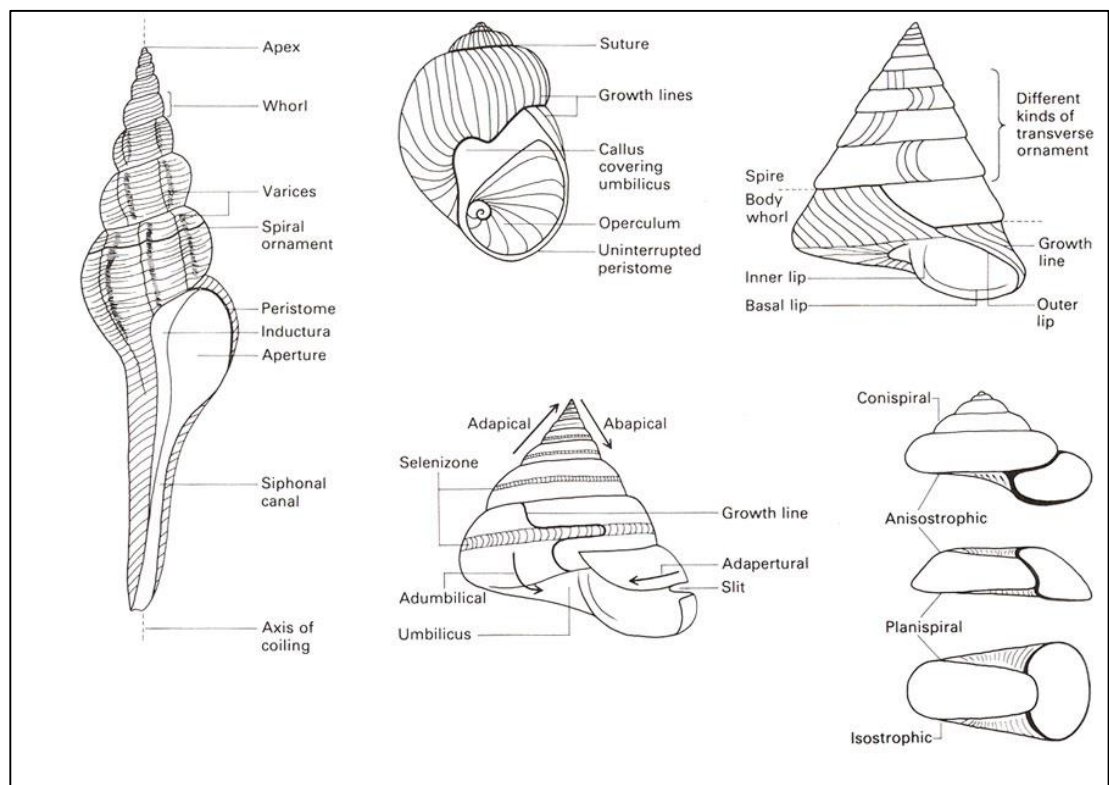 Apex
Whorl
Varices
Spiral
ornament
Peristome
Inductura
Aperture
Siphonal
canal
Axis of
coiling
Suture
Growth lines
Callus
covering
umbilicus
Operculum
Uninterrupted
peristome
Different
kinds of
transverse
ornament
Spire
Body
whorl
Growth
line
Inner lip
Basal lip
Outer
lip
Adapical
Abapical
Selenizone
Growth line
Adapertural
Slit
Adumbilical
Umbilicus
Conispiral
Anisostrophic
Planispiral
Isostrophic